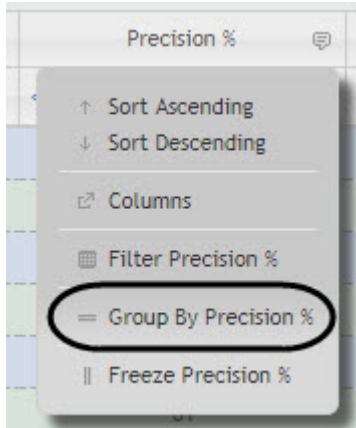 Precision %
Sort Ascending
Sort Descending
Columns
Filter Precision %
Group By Precision %
Freeze Precision %